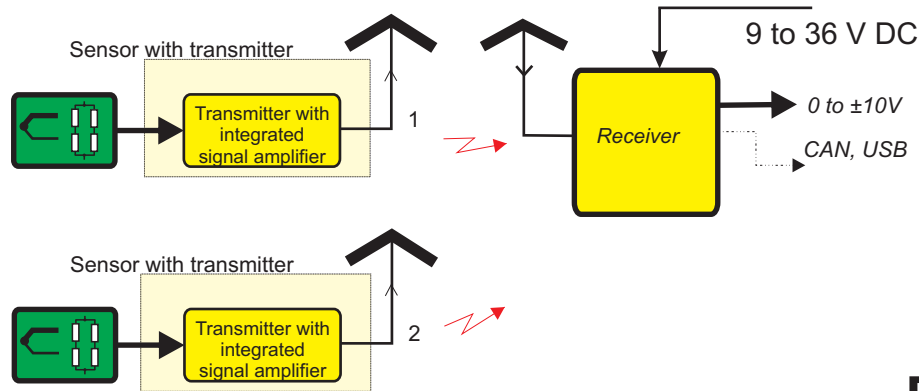 Sensor with transmitter
Transmitter with
integrated
signal amplifier
1
9 to 36 V DC
Receiver
0 to ±10V
CAN, USB
Sensor with transmitter
Transmitter with
integrated
signal amplifier
2